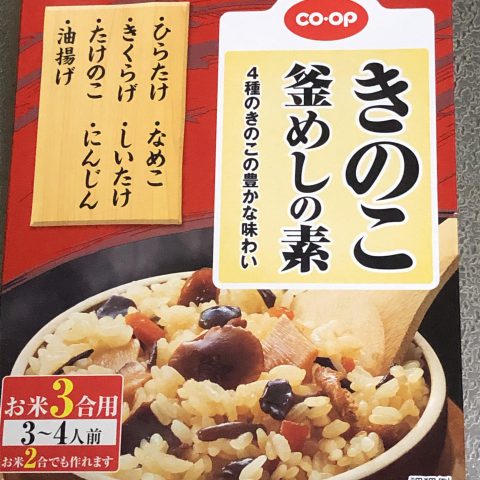 CO・OP
きのこ
釜めしの素
4種のきのこの豊かな味わい
・ひらたけ ・なめこ
・きくらげ ・しいたけ
・たけのこ ・にんじん
・油揚げ
お米3合用
3~4人前
お米2合でも作れます